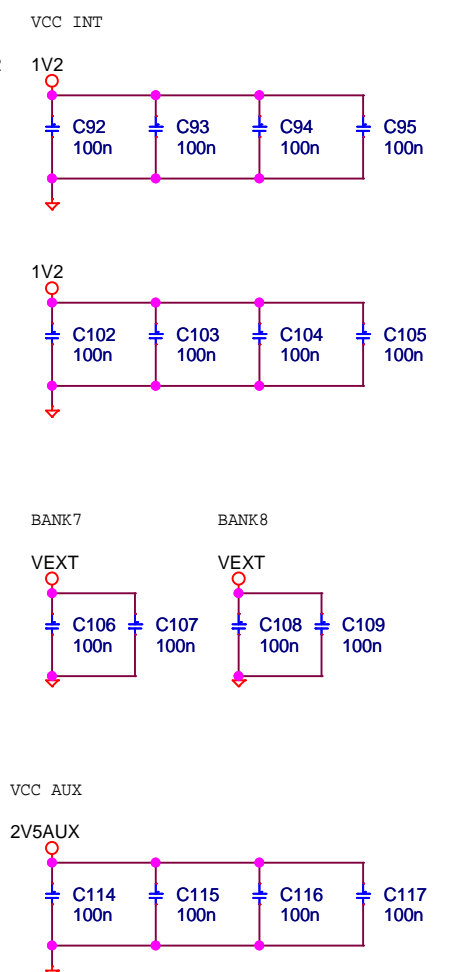 VCC INT
1V2
C92 C93 C94 C95
100n 100n 100n 100n
1V2
C102 C103 C104 C105
100n 100n 100n 100n
BANK7 BANK8
VEXT VEXT
C106 C107 C108 C109
100n 100n 100n 100n
VCC AUX
2V5AUX
C114 C115 C116 C117
100n 100n 100n 100n